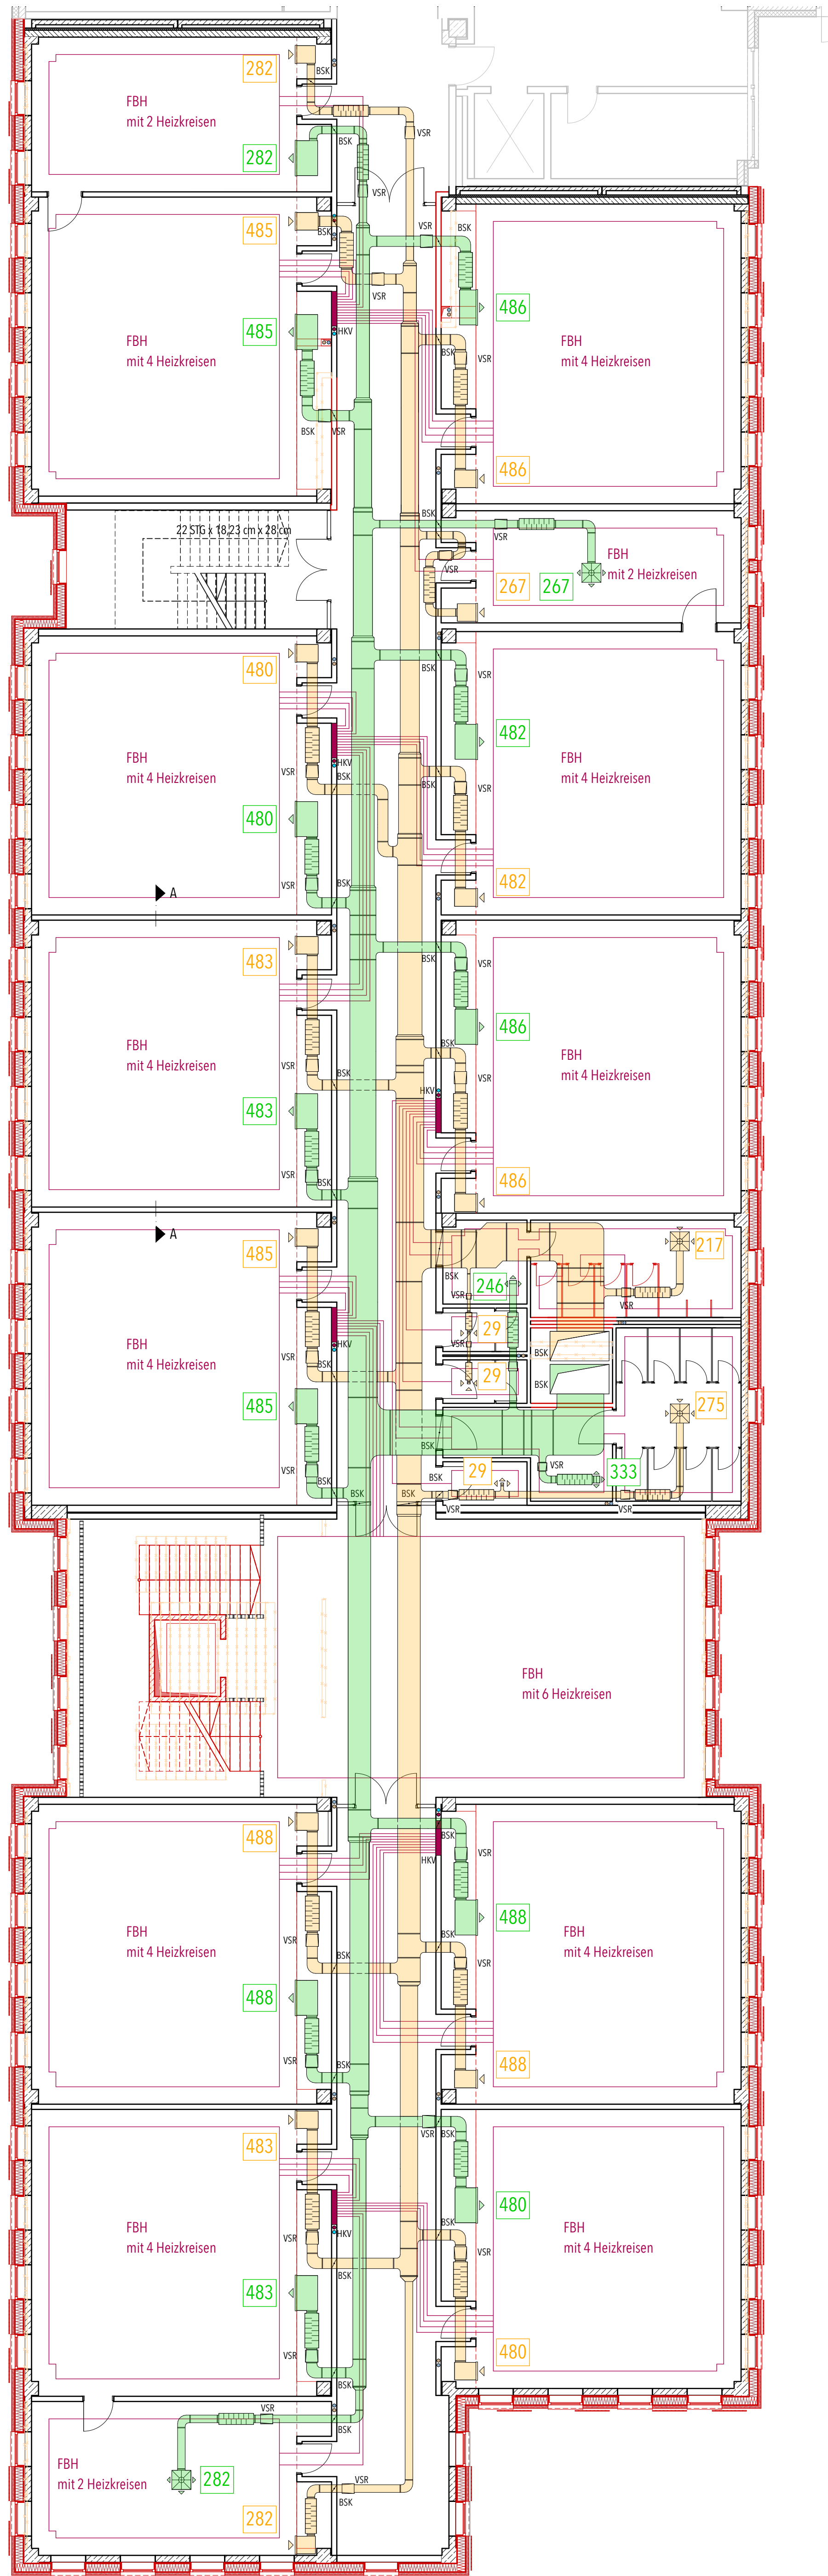 282
BSK
FBH
mit 2 Heizkreisen
VSR
BSK
282
VSR
485
BSK
VSR
BSK
VSR
486
485
HKV
FBH
mit 4 Heizkreisen
FBH
mit 4 Heizkreisen
BSK
VSR
BSK
VSR
486
BSK
22 STG x 18,23 cm x 28 cm
VSR
FBH
mit 2 Heizkreisen
VSR
267
267
480
BSK
VSR
482
FBH
mit 4 Heizkreisen
FBH
mit 4 Heizkreisen
HKV
VSR
BSK
BSK
VSR
480
VSR
BSK
482
A
483
BSK
VSR
486
FBH
mit 4 Heizkreisen
FBH
mit 4 Heizkreisen
BSK
VSR
BSK
VSR
HKV
483
VSR
BSK
486
A
485
217
BSK
246
VSR
VSR
29
FBH
mit 4 Heizkreisen
HKV
VSR
BSK
VSR
BSK
29
BSK
485
275
BSK
VSR
29
333
VSR
BSK
BSK
BSK
BSK
VSR
VSR
FBH
mit 6 Heizkreisen
488
BSK
VSR
HKV
488
FBH
mit 4 Heizkreisen
FBH
mit 4 Heizkreisen
VSR
BSK
BSK
VSR
488
VSR
BSK
488
483
VSR
BSK
480
FBH
mit 4 Heizkreisen
FBH
mit 4 Heizkreisen
HKV
VSR
BSK
BSK
VSR
483
VSR
BSK
480
VSR
BSK
FBH
mit 2 Heizkreisen
282
VSR
BSK
282